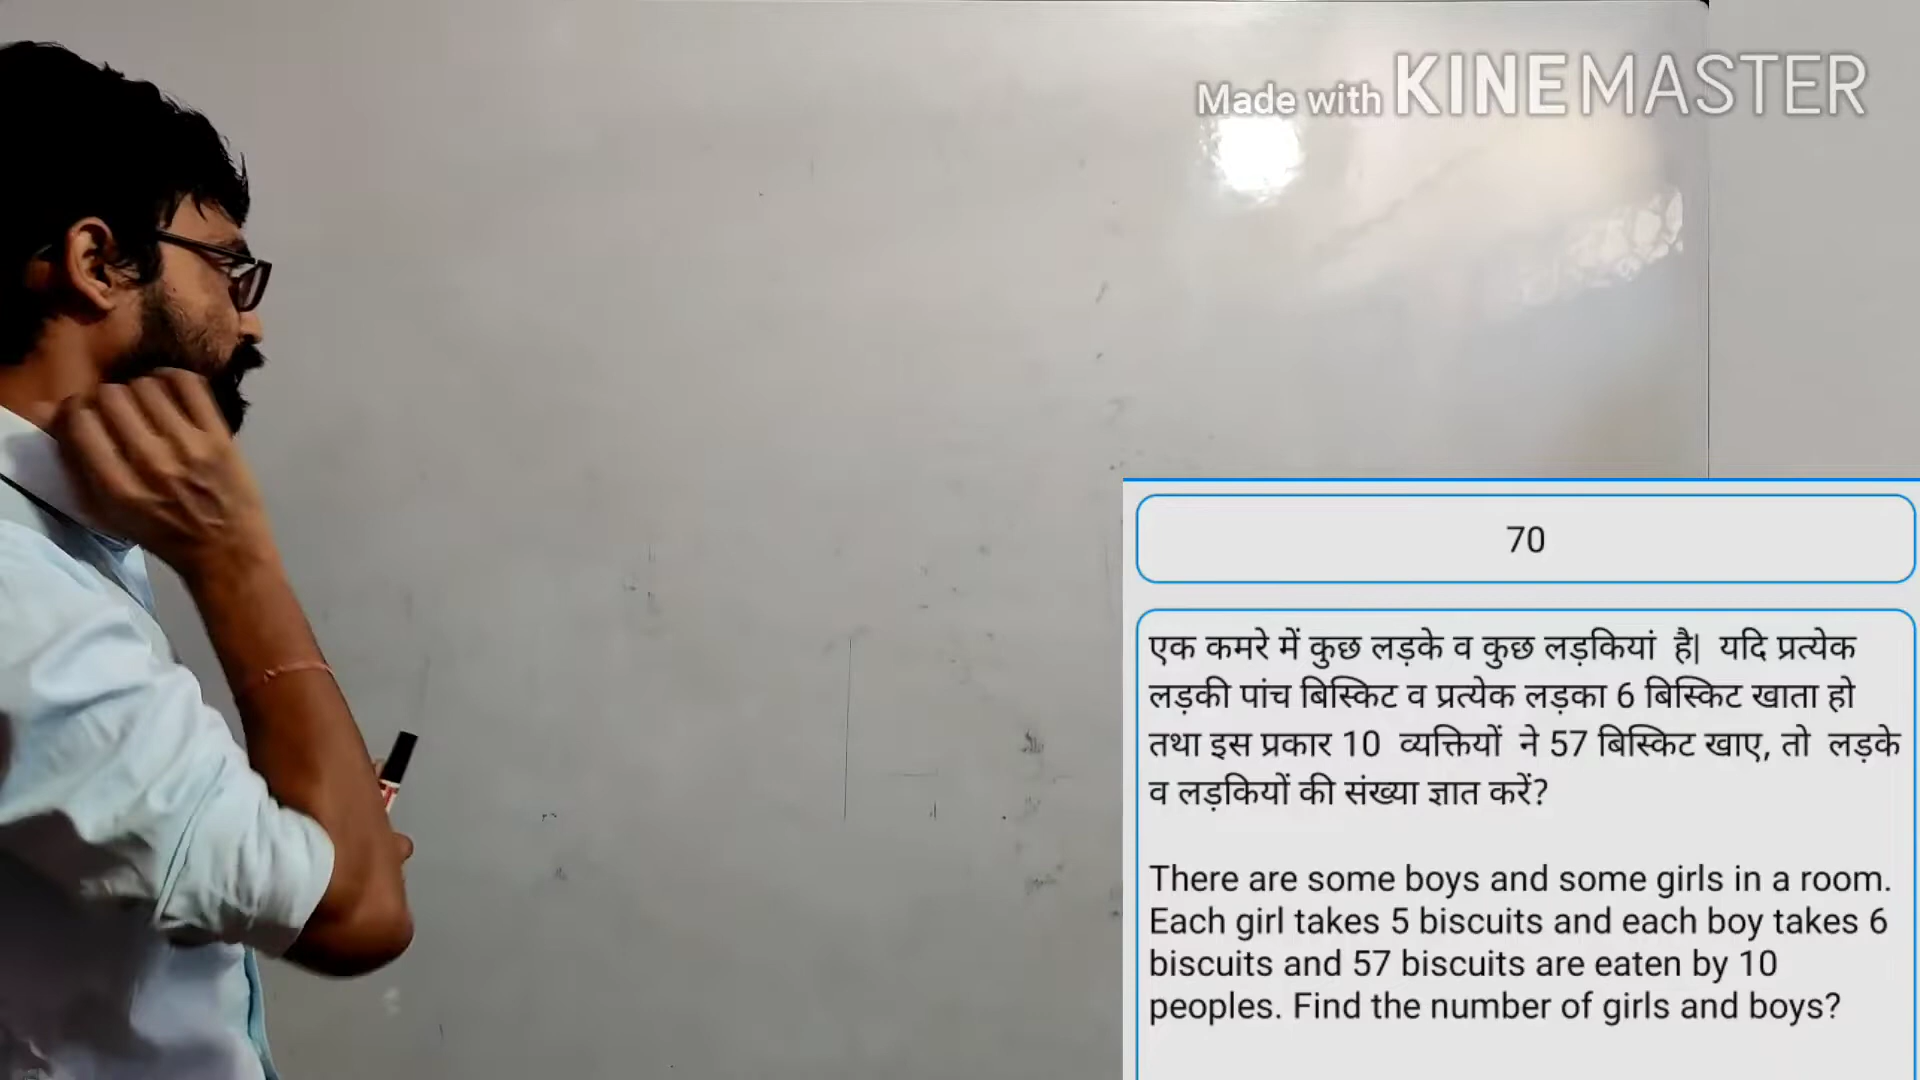 Made with KINEMASTER
70
एक कमरे में कुछ लड़के व कुछ लड़कियां है| यदि प्रत्येक
लड़की पांच बिस्किट व प्रत्येक लड़का 6 बिस्किट खाता हो
तथा इस प्रकार 10 व्यक्तियों ने 57 बिस्किट खाए, तो लड़के
व लड़कियों की संख्या ज्ञात करें?
There are some boys and some girls in a room.
Each girl takes 5 biscuits and each boy takes 6
biscuits and 57 biscuits are eaten by 10
peoples. Find the number of girls and boys?